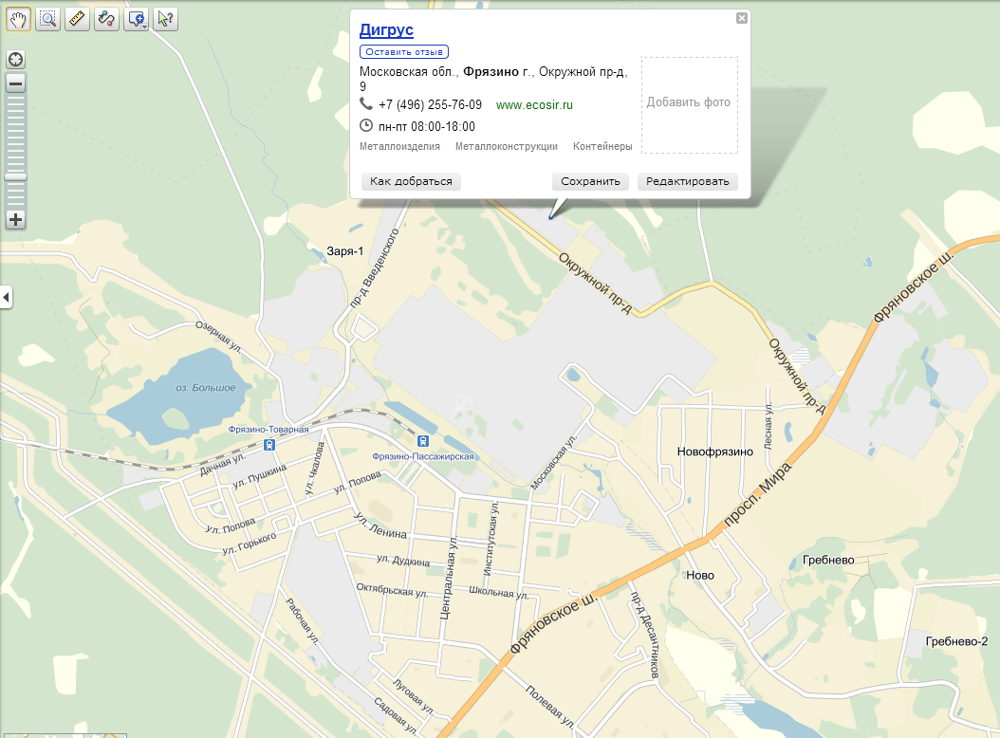 Дигрус
Оставить отзыв
Московская обл., Фрязино г., Окружной пр-д,
9
+7 (496) 255-76-09 www.ecosir.ru
пн-пт 08:00-18:00
Металлоизделия Металлоконструкции Контейнеры
Добавить фото
Как добраться Сохранить Редактировать
Заря-1
пр-д Введенского
Окружной пр-д
Фряновское ш.
Озерная ул.
Окружной пр-д
оз. Большое
Лесная ул.
Фрязино-Товарная
Фрязино-Пассажирская
Новофрязино
Московская ул.
Дачная ул.
ул. Чкалова
ул. Пушкина
ул. Попова
просп. Мира
ул. Попова
ул. Ленина
ул. Горького
Институтская ул.
Центральная ул.
ул. Дудкина
Гребнево
Ново
Октябрьская ул.
Школьная ул.
Фряновское ш.
Рабочая ул.
пр-д Десантников
Гребнево-2
Луговая ул.
Садовая ул.
Полевая ул.